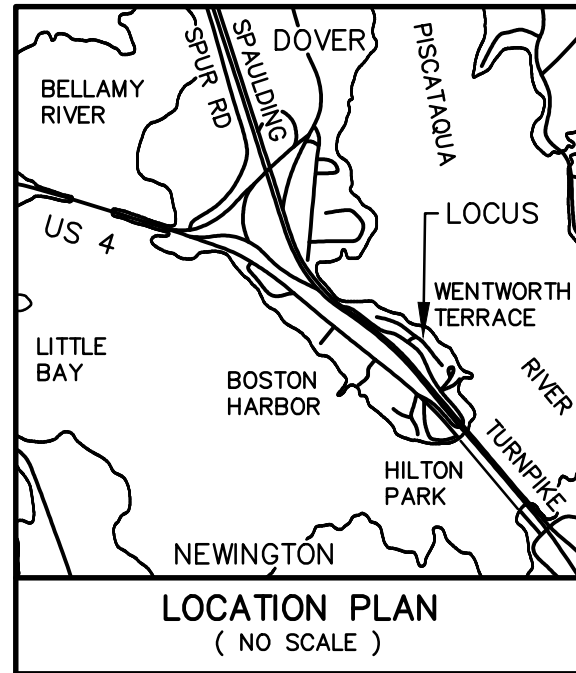 DOVER
SPUR RD
SPAULDING
PISCATAQUA
BELLAMY
RIVER
US 4
LOCUS
WENTWORTH
TERRACE
LITTLE
BAY
BOSTON
HARBOR
RIVER
TURNPIKE
HILTON
PARK
NEWINGTON
LOCATION PLAN
( NO SCALE )